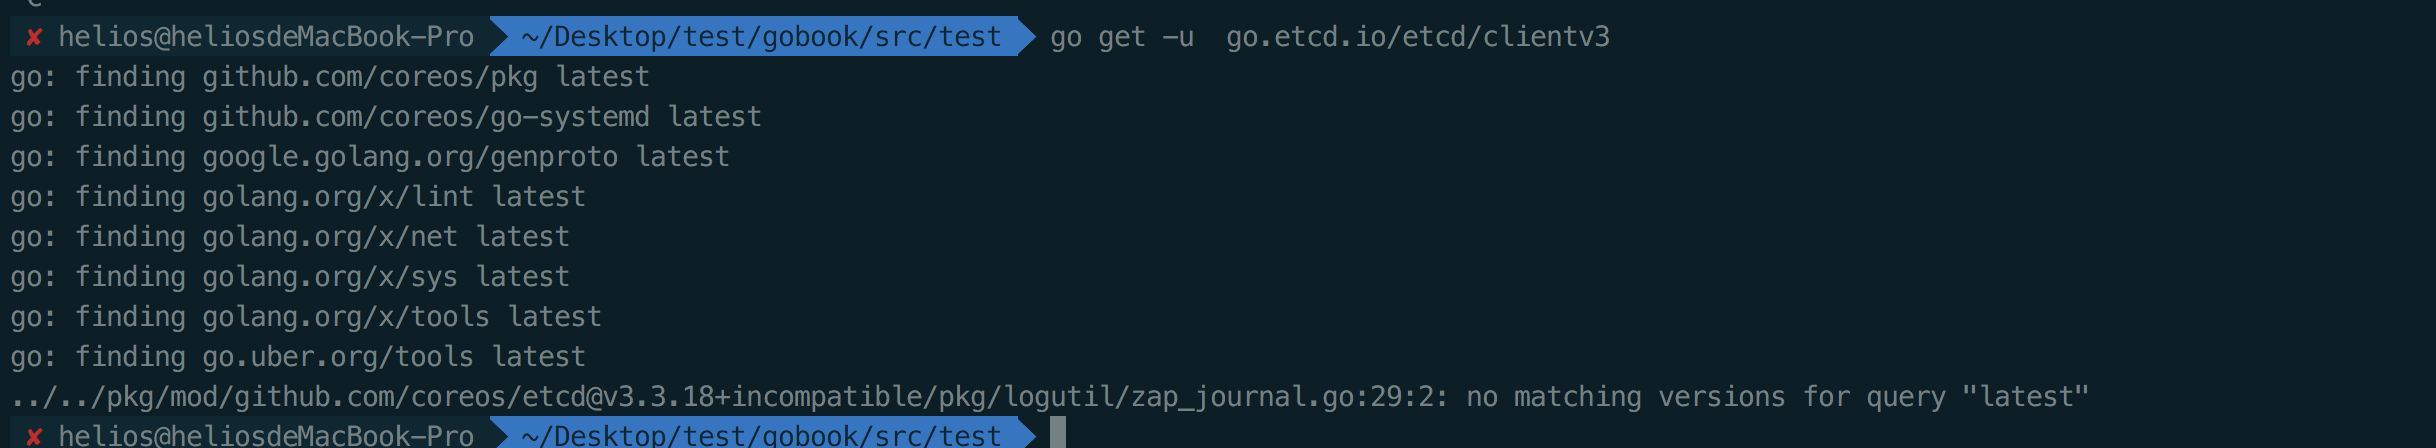 ✘ helios@heliosdeMacBook-Pro ~/Desktop/test/gobook/src/test go get -u  go.etcd.io/etcd/clientv3
go: finding github.com/coreos/pkg latest
go: finding github.com/coreos/go-systemd latest
go: finding google.golang.org/genproto latest
go: finding golang.org/x/lint latest
go: finding golang.org/x/net latest
go: finding golang.org/x/sys latest
go: finding golang.org/x/tools latest
go: finding go.uber.org/tools latest
../../pkg/mod/github.com/coreos/etcd@v3.3.18+incompatible/pkg/logutil/zap_journal.go:29:2: no matching versions for query "latest"
✘ helios@heliosdeMacBook-Pro ~/Desktop/test/gobook/src/test